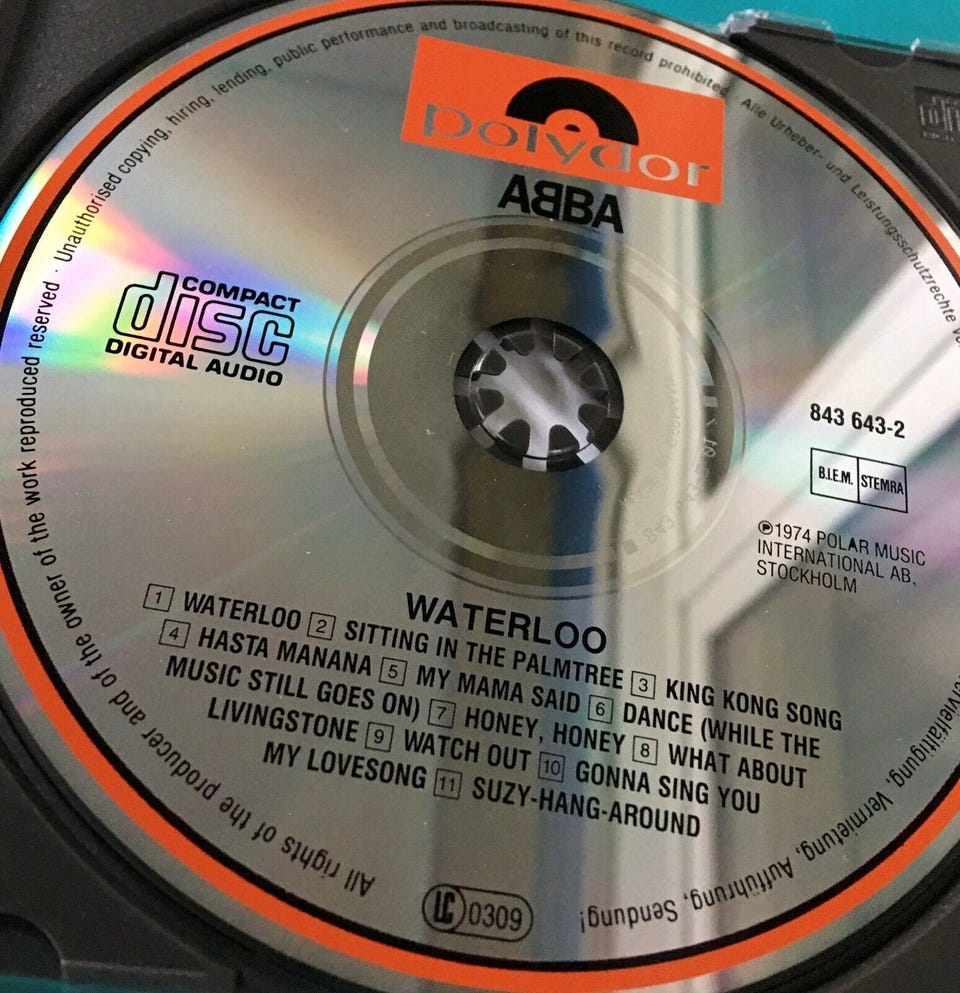 polydor
ABBA
COMPACT
disc
DIGITAL AUDIO
843 643-2
B.I.E.M. STEMRA
℗1974 POLAR MUSIC
INTERNATIONAL AB,
STOCKHOLM
WATERLOO
1 WATERLOO 2 SITTING IN THE PALMTREE 3 KING KONG SONG
4 HASTA MANANA 5 MY MAMA SAID 6 DANCE (WHILE THE
MUSIC STILL GOES ON) 7 HONEY, HONEY 8 WHAT ABOUT
LIVINGSTONE 9 WATCH OUT 10 GONNA SING YOU
MY LOVESONG 11 SUZY-HANG-AROUND
LC 0309
All rights of the producer and of the owner of the work reproduced reserved · Unauthorised copying, hiring, lending, public performance and broadcasting of this record prohibited. Alle Urheber- und Leistungsschutzrechte
Vermietung, Aufführung, Sendung!